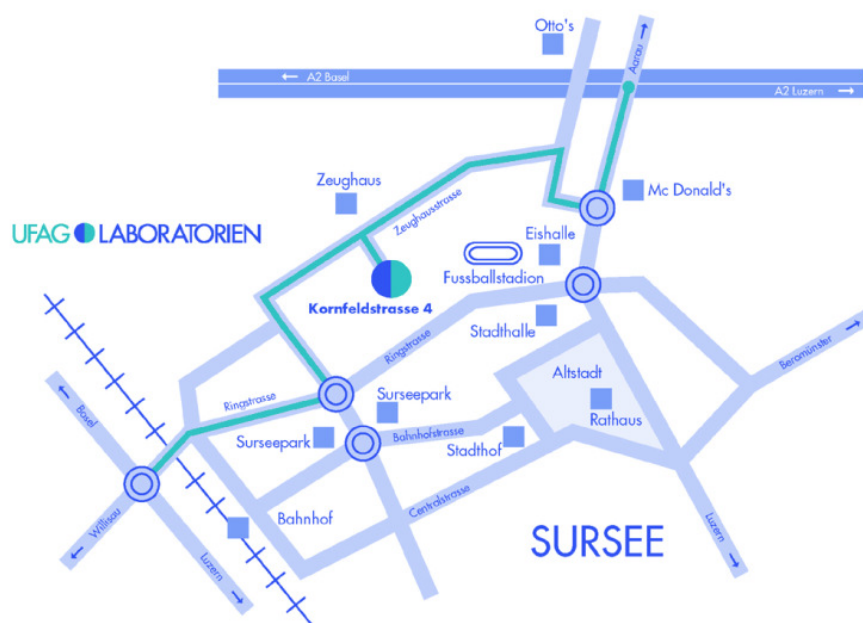 Otto's
Aarau
A2 Basel
A2 Luzern
Zeughaus
Mc Donald's
Zeughausstrasse
UFAG LABORATORIEN
Eishalle
Fussballstadion
Kornfeldstrasse 4
Stadthalle
Ringstrasse
Beromünster
Altstadt
Basel
Ringstrasse
Surseepark
Rathaus
Surseepark
Bahnhofstrasse
Stadthof
Centralstrasse
Willisau
Bahnhof
Luzern
SURSEE
Luzern